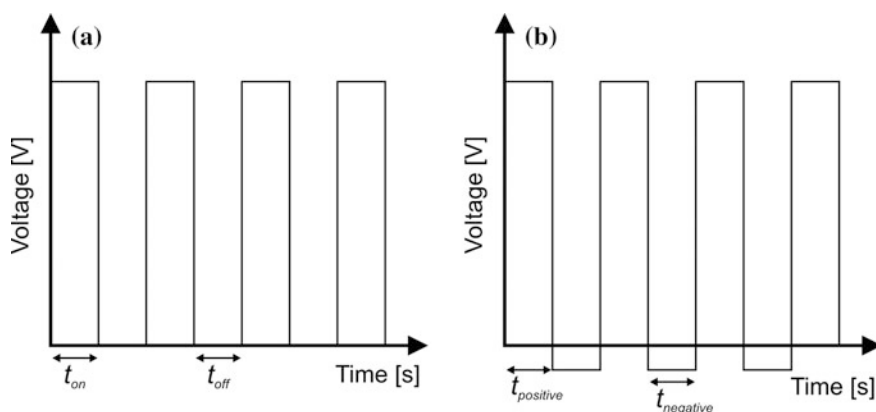 (a)
Voltage [V]
t_on
t_off
Time [s]
(b)
Voltage [V]
t_positive
t_negative
Time [s]